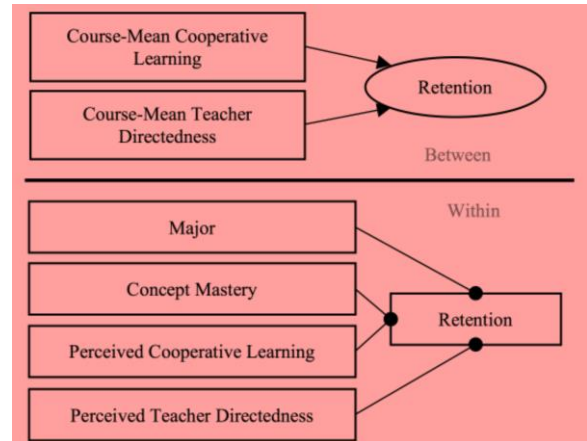 Course-Mean Cooperative
Learning
Course-Mean Teacher
Directedness
Retention
Between
Within
Major
Concept Mastery
Perceived Cooperative Learning
Perceived Teacher Directedness
Retention